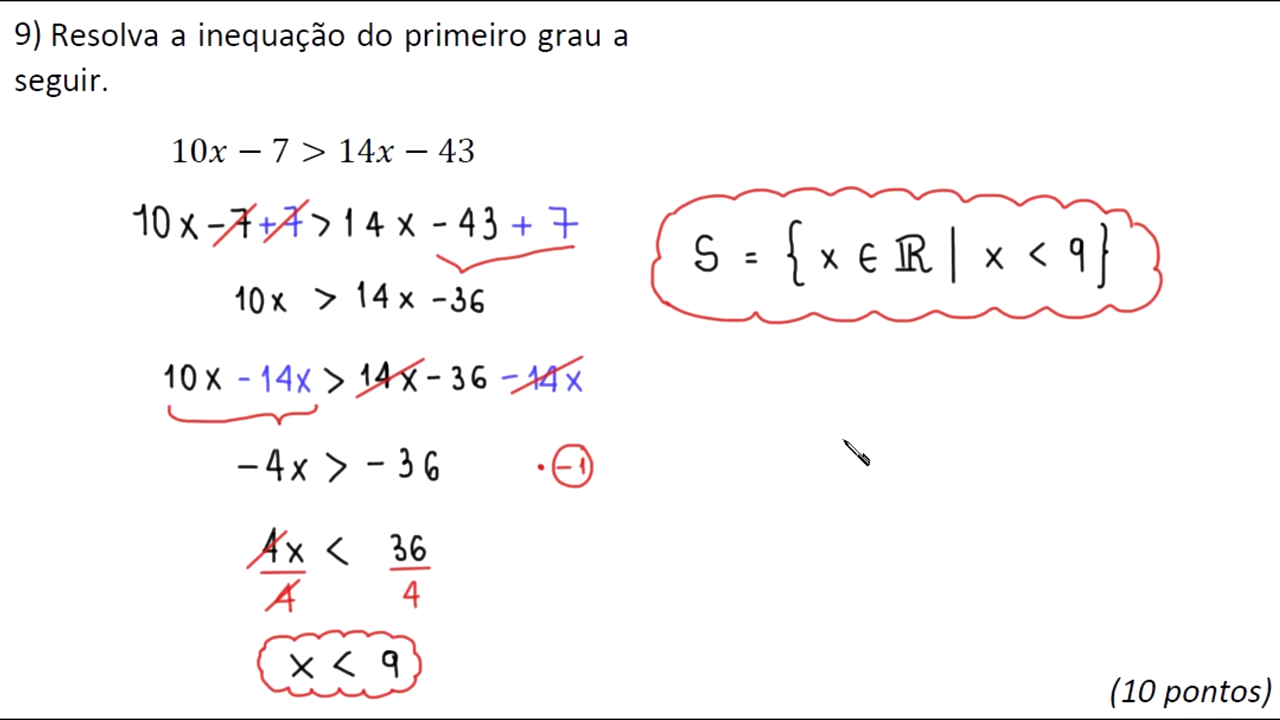 9) Resolva a inequação do primeiro grau a
seguir.
10x − 7 > 14x − 43
10x - 7 + 7 > 14x - 43 + 7
10x > 14x - 36
10x - 14x > 14x - 36 - 14x
-4x > -36 · (-1)
4x/4 < 36/4
x < 9
S = { x ∈ ℝ | x < 9 }
(10 pontos)